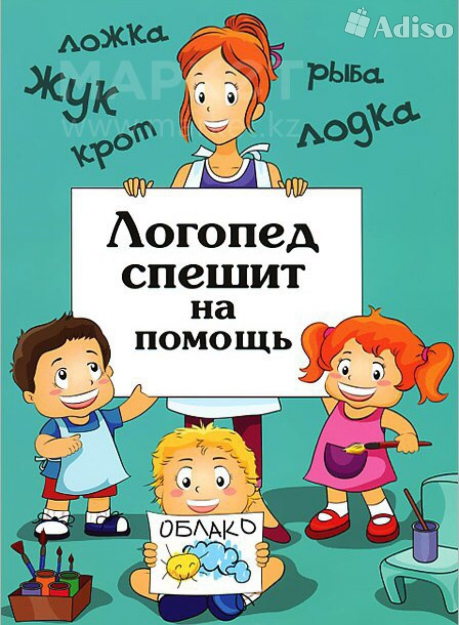 Adiso
ложка
рыба
жук
лодка
крот
Логопед
спешит
на
помощь
ОБЛАКО